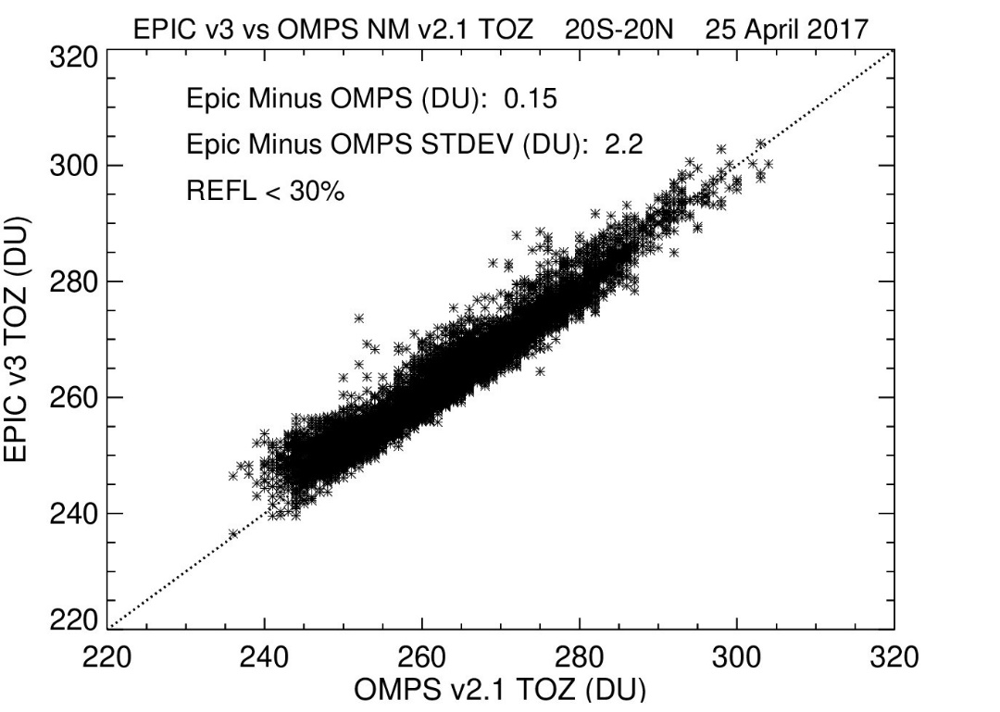 EPIC v3 vs OMPS NM v2.1 TOZ 20S-20N 25 April 2017
320
Epic Minus OMPS (DU): 0.15
Epic Minus OMPS STDEV (DU): 2.2
REFL < 30%
300
280
260
240
220
EPIC v3 TOZ (DU)
220 240 260 280 300 320
OMPS v2.1 TOZ (DU)